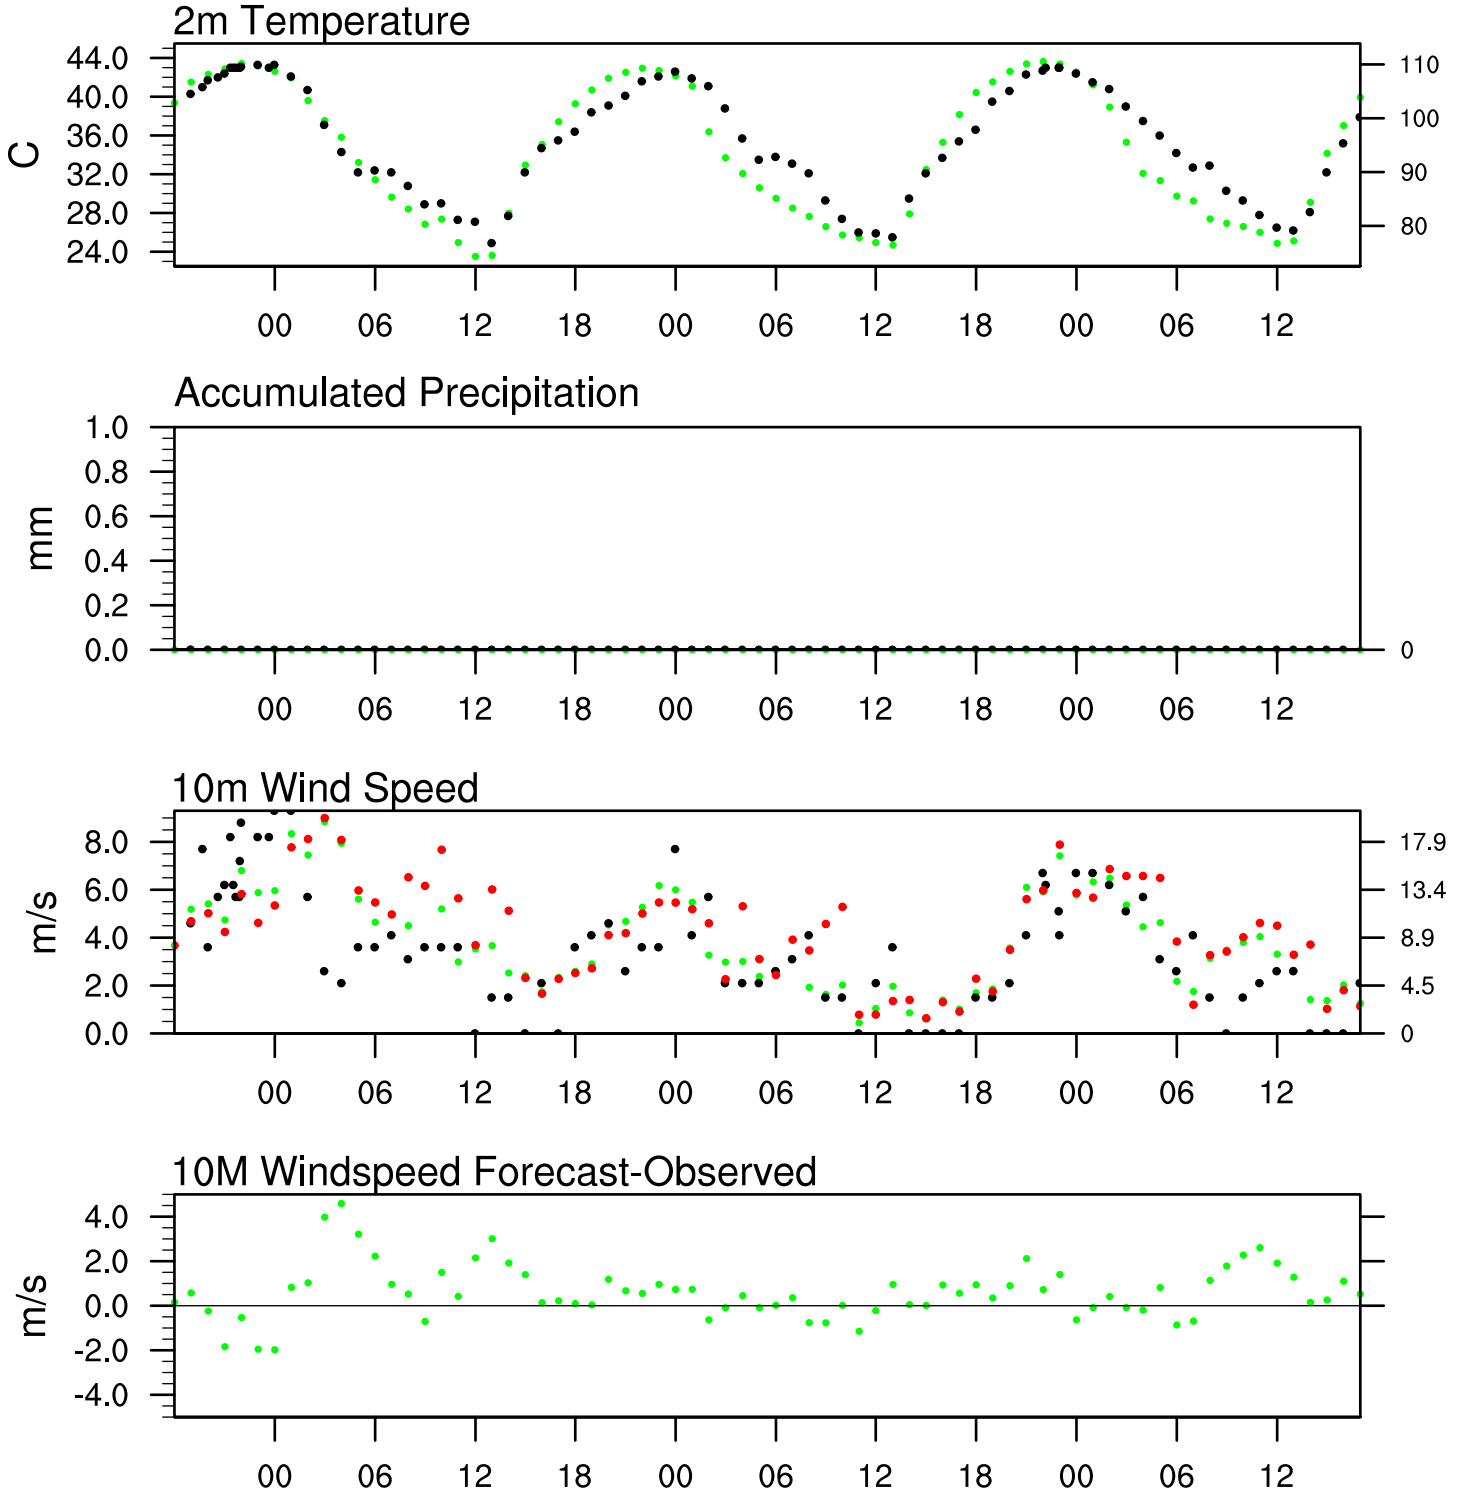 2m Temperature
44.0
40.0
36.0
32.0
28.0
24.0
C
110
100
90
80
00 06 12 18 00 06 12 18 00 06 12
Accumulated Precipitation
1.0
0.8
0.6
0.4
0.2
0.0
mm
0
00 06 12 18 00 06 12 18 00 06 12
10m Wind Speed
8.0
6.0
4.0
2.0
0.0
m/s
17.9
13.4
8.9
4.5
0
00 06 12 18 00 06 12 18 00 06 12
10M Windspeed Forecast-Observed
4.0
2.0
0.0
-2.0
-4.0
m/s
00 06 12 18 00 06 12 18 00 06 12